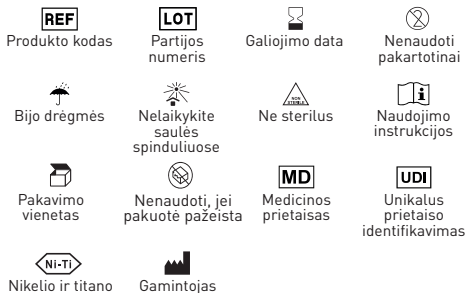 REF
LOT
Produkto kodas
Partijos
numeris
Galiojimo data
Nenaudoti
pakartotinai
2
NON
STERILE
Bijo drėgmės
Nelaikykite
saulės
spinduliuose
Ne sterilus
Naudojimo
instrukcijos
MD
UDI
Pakavimo
vienetas
Nenaudoti, jei
pakuotė pažeista
Medicinos
prietaisas
Unikalus
prietaiso
identifikavimas
Ni-Ti
Nikelio ir titano
Gamintojas